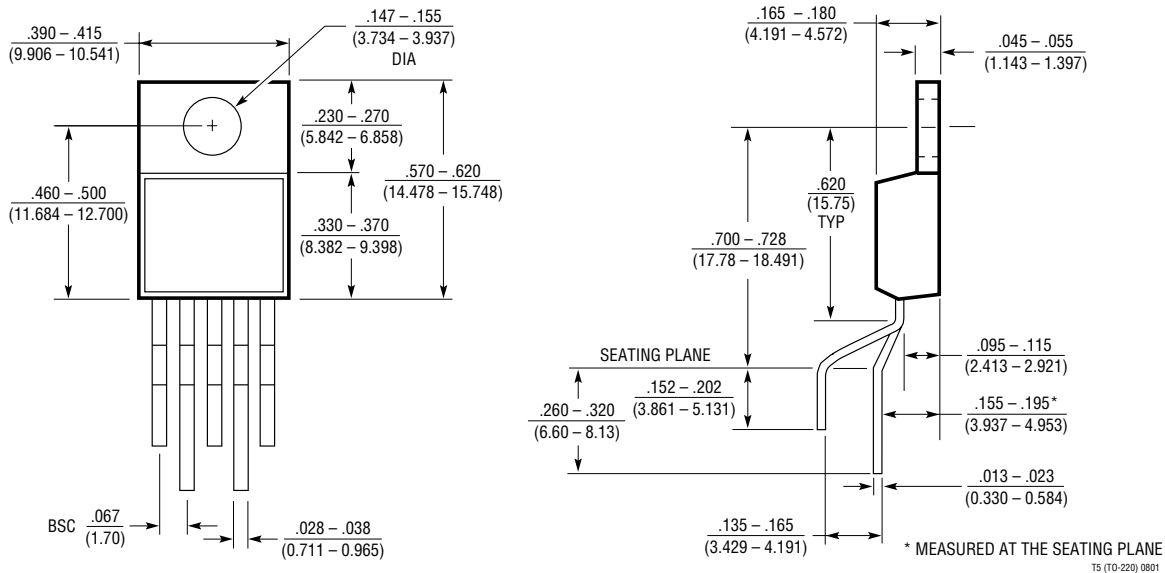 .390 – .415
(9.906 – 10.541)
.147 – .155
(3.734 – 3.937)
DIA
.230 – .270
(5.842 – 6.858)
.460 – .500
(11.684 – 12.700)
.570 – .620
(14.478 – 15.748)
.330 – .370
(8.382 – 9.398)
BSC
.067
(1.70)
.028 – .038
(0.711 – 0.965)
.165 – .180
(4.191 – 4.572)
.045 – .055
(1.143 – 1.397)
.620
(15.75)
TYP
.700 – .728
(17.78 – 18.491)
SEATING PLANE
.095 – .115
(2.413 – 2.921)
.152 – .202
(3.861 – 5.131)
.260 – .320
(6.60 – 8.13)
.155 – .195*
(3.937 – 4.953)
.013 – .023
(0.330 – 0.584)
.135 – .165
(3.429 – 4.191)
* MEASURED AT THE SEATING PLANE
T5 (TO-220) 0801